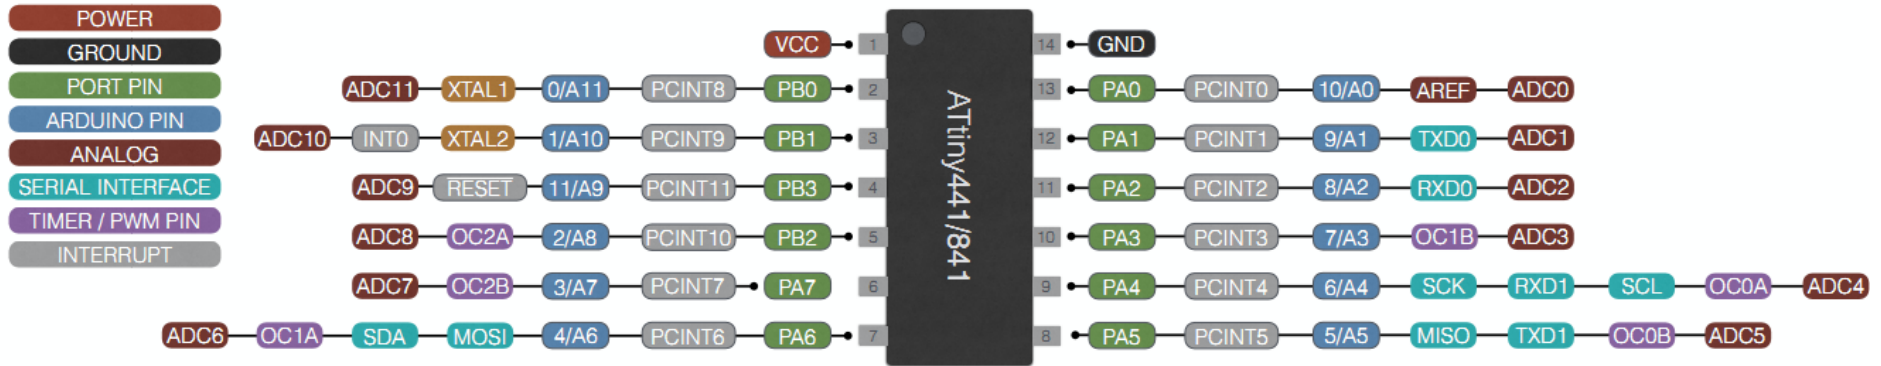 POWER
GROUND
PORT PIN
ARDUINO PIN
ANALOG
SERIAL INTERFACE
TIMER / PWM PIN
INTERRUPT
VCC 1
ADC11 XTAL1 0/A11 PCINT8 PB0 2
ADC10 INT0 XTAL2 1/A10 PCINT9 PB1 3
ADC9 RESET 11/A9 PCINT11 PB3 4
ADC8 OC2A 2/A8 PCINT10 PB2 5
ADC7 OC2B 3/A7 PCINT7 PA7 6
ADC6 OC1A SDA MOSI 4/A6 PCINT6 PA6 7
ATtiny441/841
14 GND
13 PA0 PCINT0 10/A0 AREF ADC0
12 PA1 PCINT1 9/A1 TXD0 ADC1
11 PA2 PCINT2 8/A2 RXD0 ADC2
10 PA3 PCINT3 7/A3 OC1B ADC3
9 PA4 PCINT4 6/A4 SCK RXD1 SCL OC0A ADC4
8 PA5 PCINT5 5/A5 MISO TXD1 OC0B ADC5